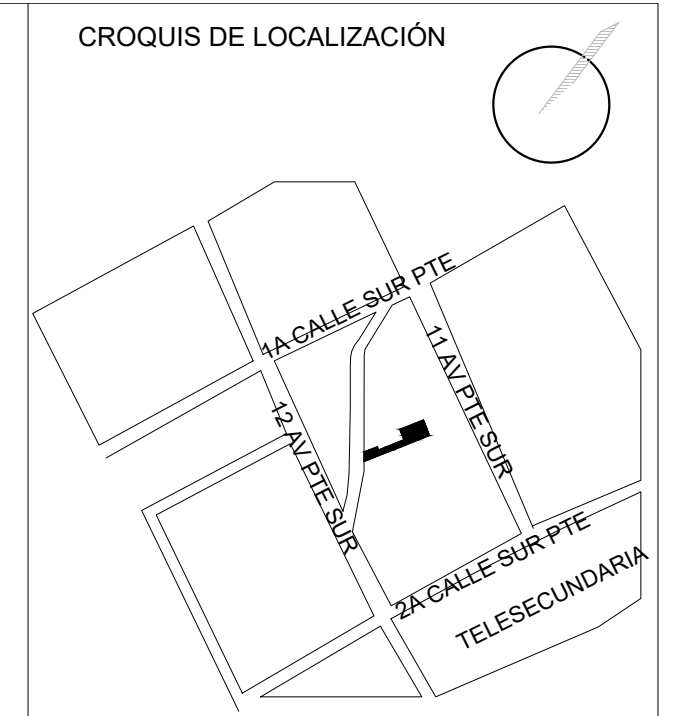 CROQUIS DE LOCALIZACIÓN
1A CALLE SUR PTE
11 AV PTE SUR
12 AV PTE SUR
2A CALLE SUR PTE
TELESECUNDARIA